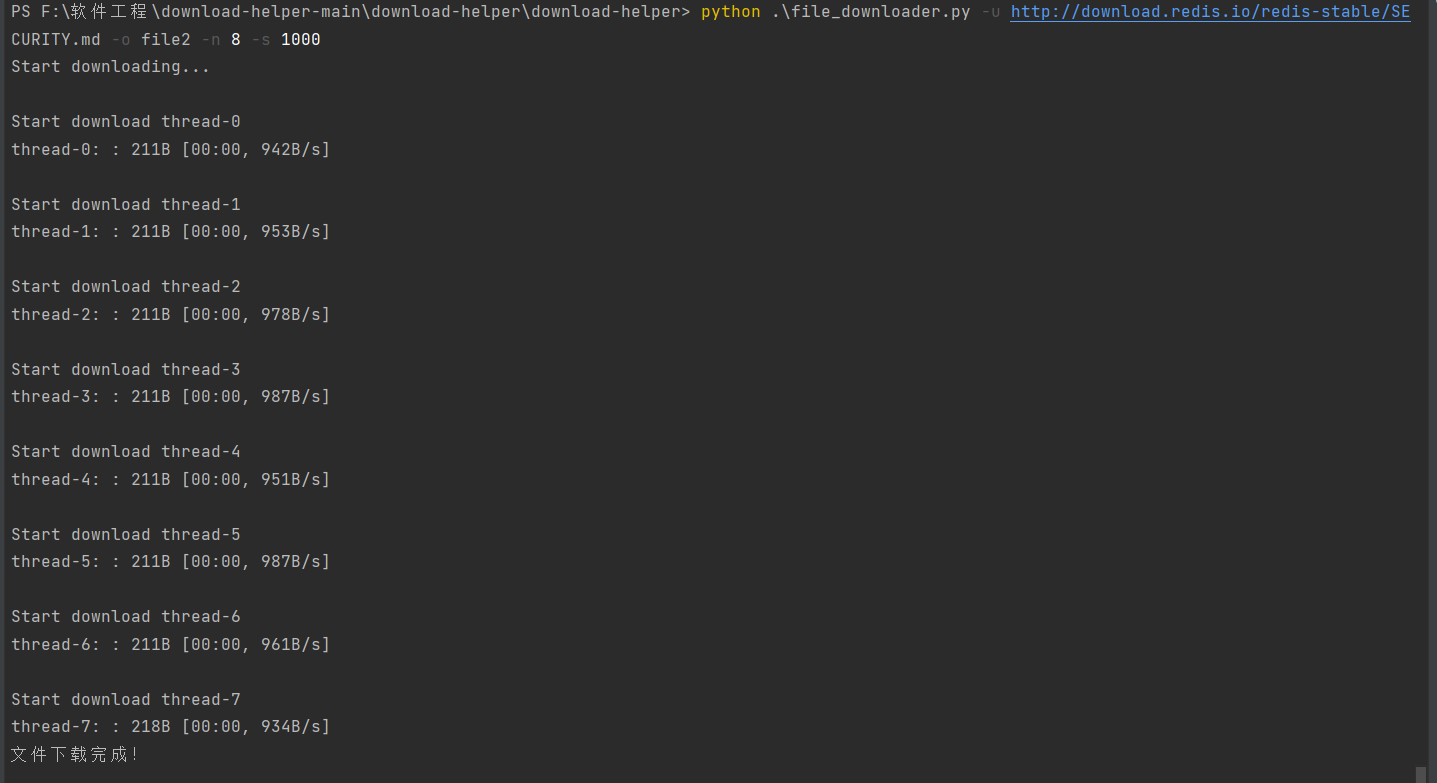 PS F:\软件工程\download-helper-main\download-helper\download-helper> python .\file_downloader.py -u http://download.redis.io/redis-stable/SE
CURITY.md -o file2 -n 8 -s 1000
Start downloading...
Start download thread-0
thread-0: : 211B [00:00, 942B/s]
Start download thread-1
thread-1: : 211B [00:00, 953B/s]
Start download thread-2
thread-2: : 211B [00:00, 978B/s]
Start download thread-3
thread-3: : 211B [00:00, 987B/s]
Start download thread-4
thread-4: : 211B [00:00, 951B/s]
Start download thread-5
thread-5: : 211B [00:00, 987B/s]
Start download thread-6
thread-6: : 211B [00:00, 961B/s]
Start download thread-7
thread-7: : 218B [00:00, 934B/s]
文件下载完成!